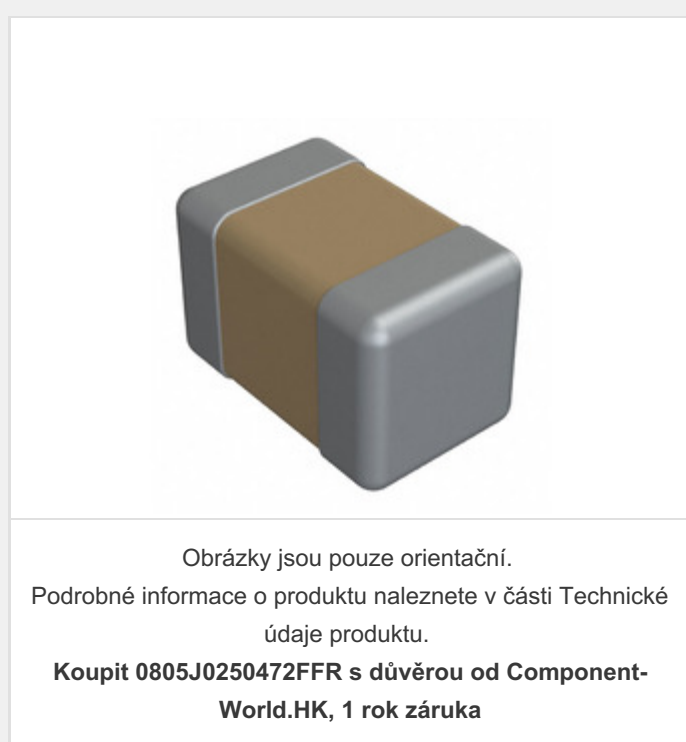 Obrázky jsou pouze orientační.
Podrobné informace o produktu naleznete v části Technické
údaje produktu.
Koupit 0805J0250472FFR s důvěrou od Component-
World.HK, 1 rok záruka